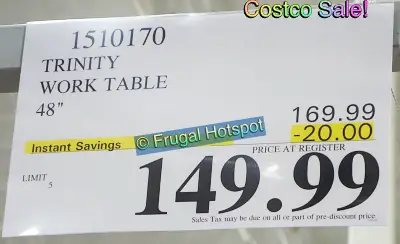 Costco Sale!
1510170
TRINITY
WORK TABLE
48"
169.99
Instant Savings -20.00
© Frugal Hotspot
PRICE AT REGISTER
149.99
LIMIT
5
Sales Tax may be due on all or part of pre-discount price